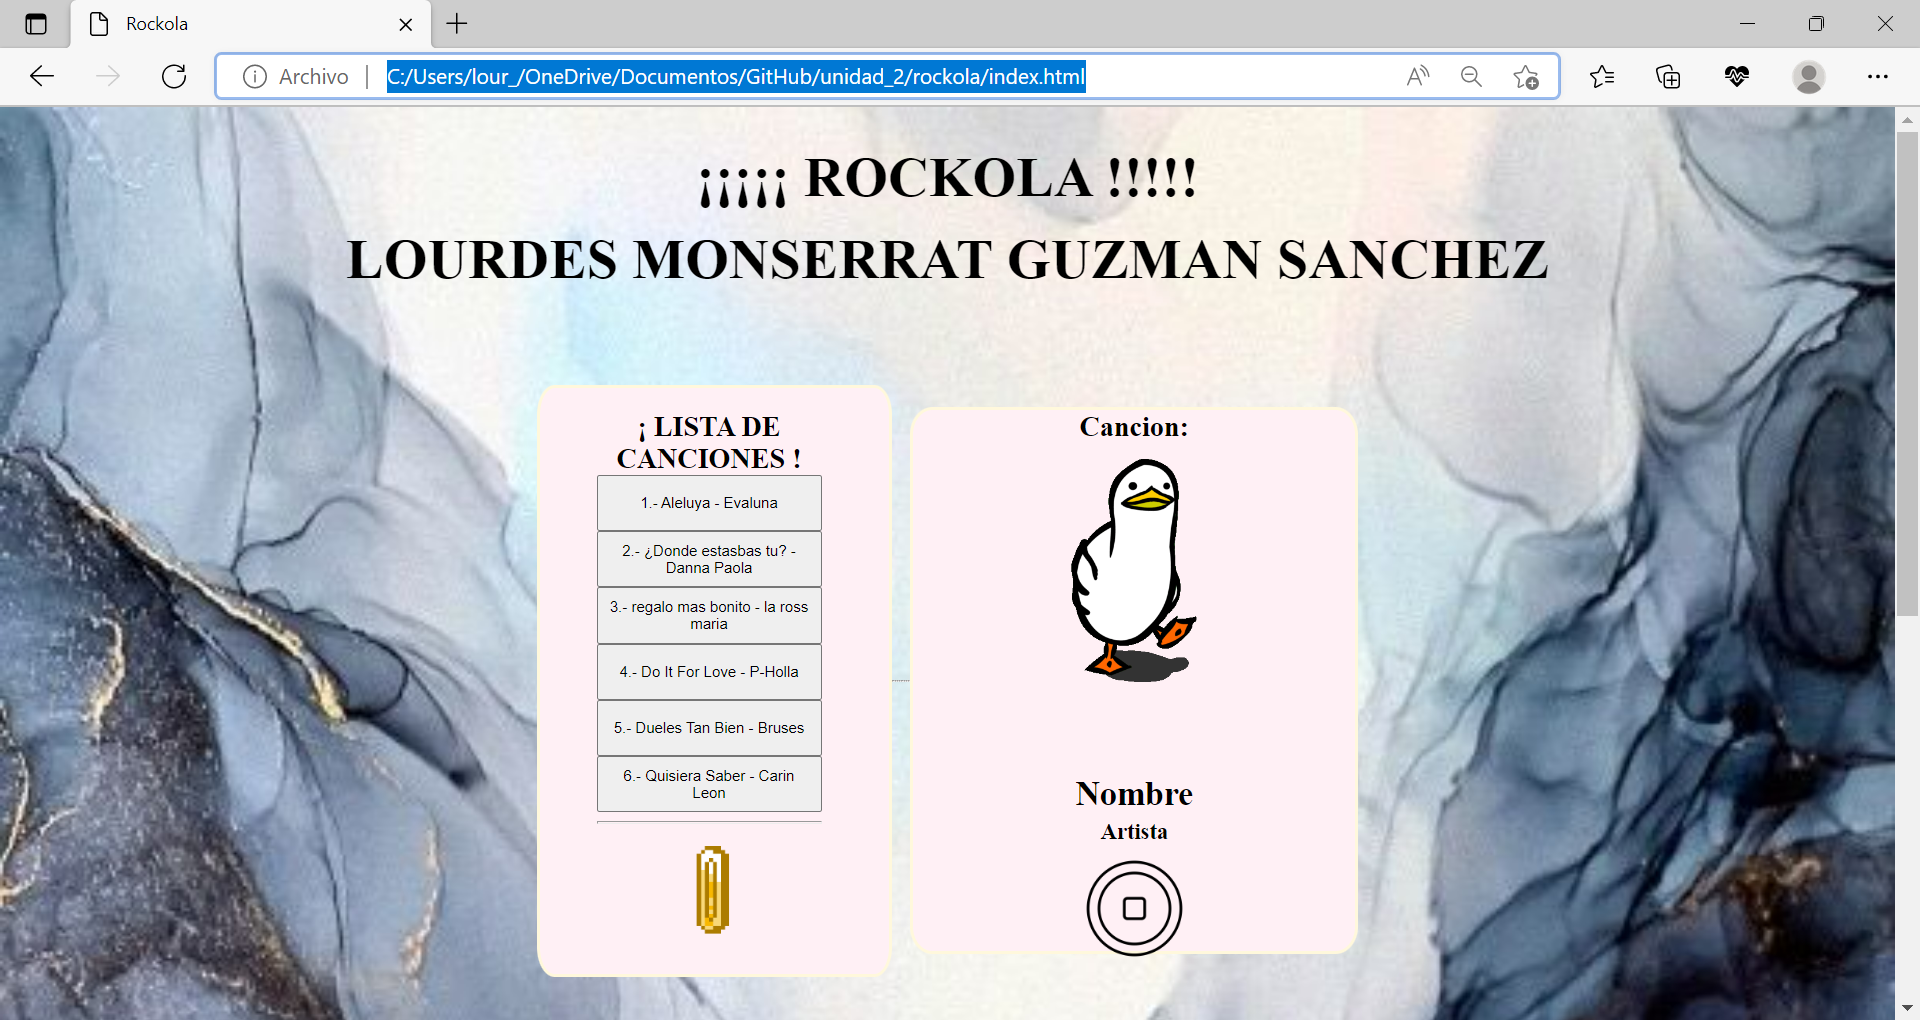 Rockola
Archivo
C:/Users/lour_/OneDrive/Documentos/GitHub/unidad_2/rockola/index.html
¡¡¡¡¡ ROCKOLA !!!!!
LOURDES MONSERRAT GUZMAN SANCHEZ
¡ LISTA DE
CANCIONES !
1.- Aleluya - Evaluna
2.- ¿Donde estasbas tu? -
Danna Paola
3.- regalo mas bonito - la ross
maria
4.- Do It For Love - P-Holla
5.- Dueles Tan Bien - Bruses
6.- Quisiera Saber - Carin
Leon
Cancion:
Nombre
Artista